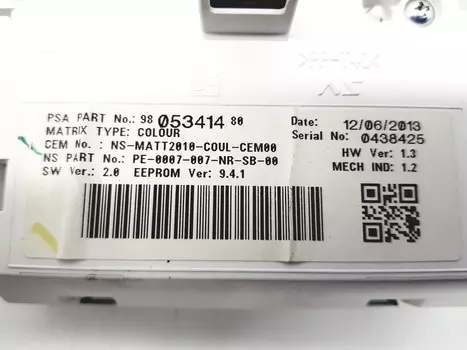 PSA PART No.: 98 053414 80
MATRIX TYPE: COLOUR
CEM No.: NS-MATT2010-COUL-CEM00
NS PART No.: PE-0007-007-NR-SB-00
SW Ver.: 2.0 EEPROM Ver: 9.4.1
Date: 12/06/2013
Serial No: 0438425
HW Ver: 1.3
MECH IND: 1.2